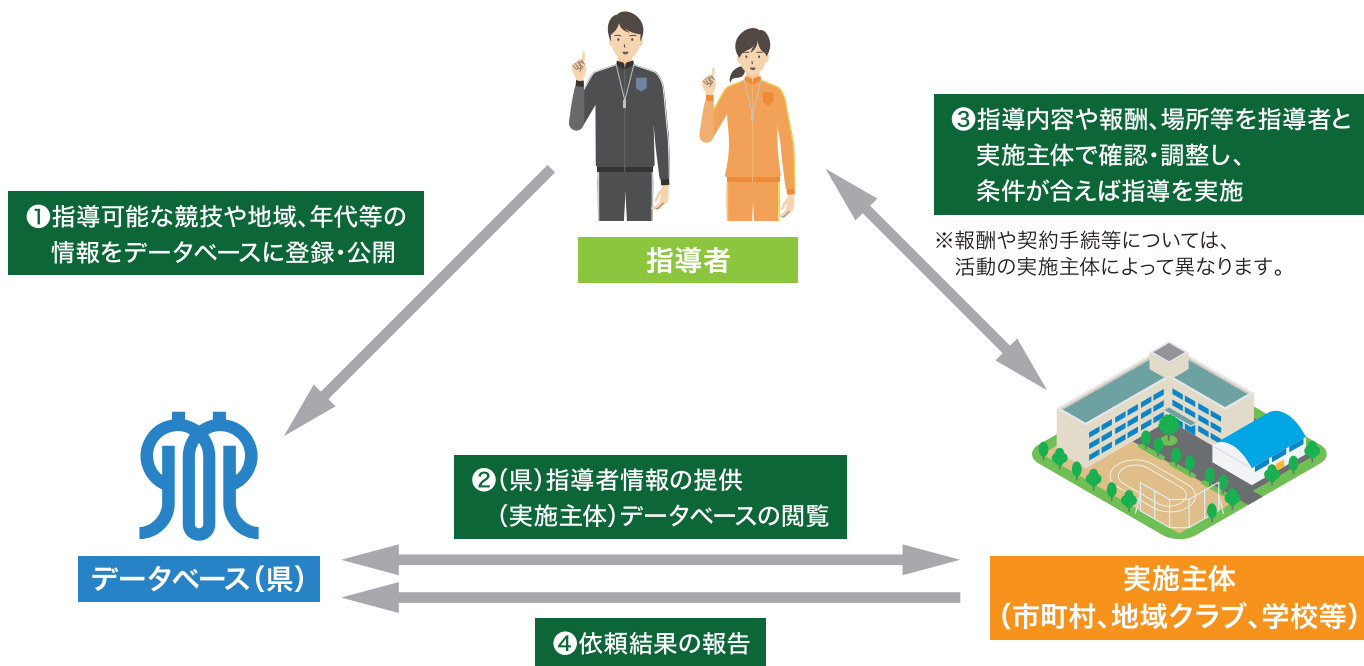 ❶指導可能な競技や地域、年代等の
情報をデータベースに登録・公開
指導者
❸指導内容や報酬、場所等を指導者と
実施主体で確認・調整し、
条件が合えば指導を実施
※報酬や契約手続等については、
活動の実施主体によって異なります。
❷(県)指導者情報の提供
(実施主体)データベースの閲覧
データベース(県)
実施主体
(市町村、地域クラブ、学校等)
❹依頼結果の報告